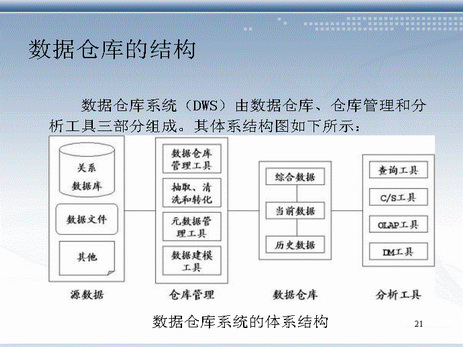 数据仓库的结构
数据仓库系统（DWS）由数据仓库、仓库管理和分
析工具三部分组成。其体系结构图如下所示：
关系
数据库
数据文件
其他
源数据
数据仓库
管理工具
抽取、清
洗和转化
元数据管
理工具
数据建模
工具
仓库管理
综合数据
当前数据
历史数据
数据仓库
查询工具
C/S工具
OLAP工具
DM工具
分析工具
数据仓库系统的体系结构
21